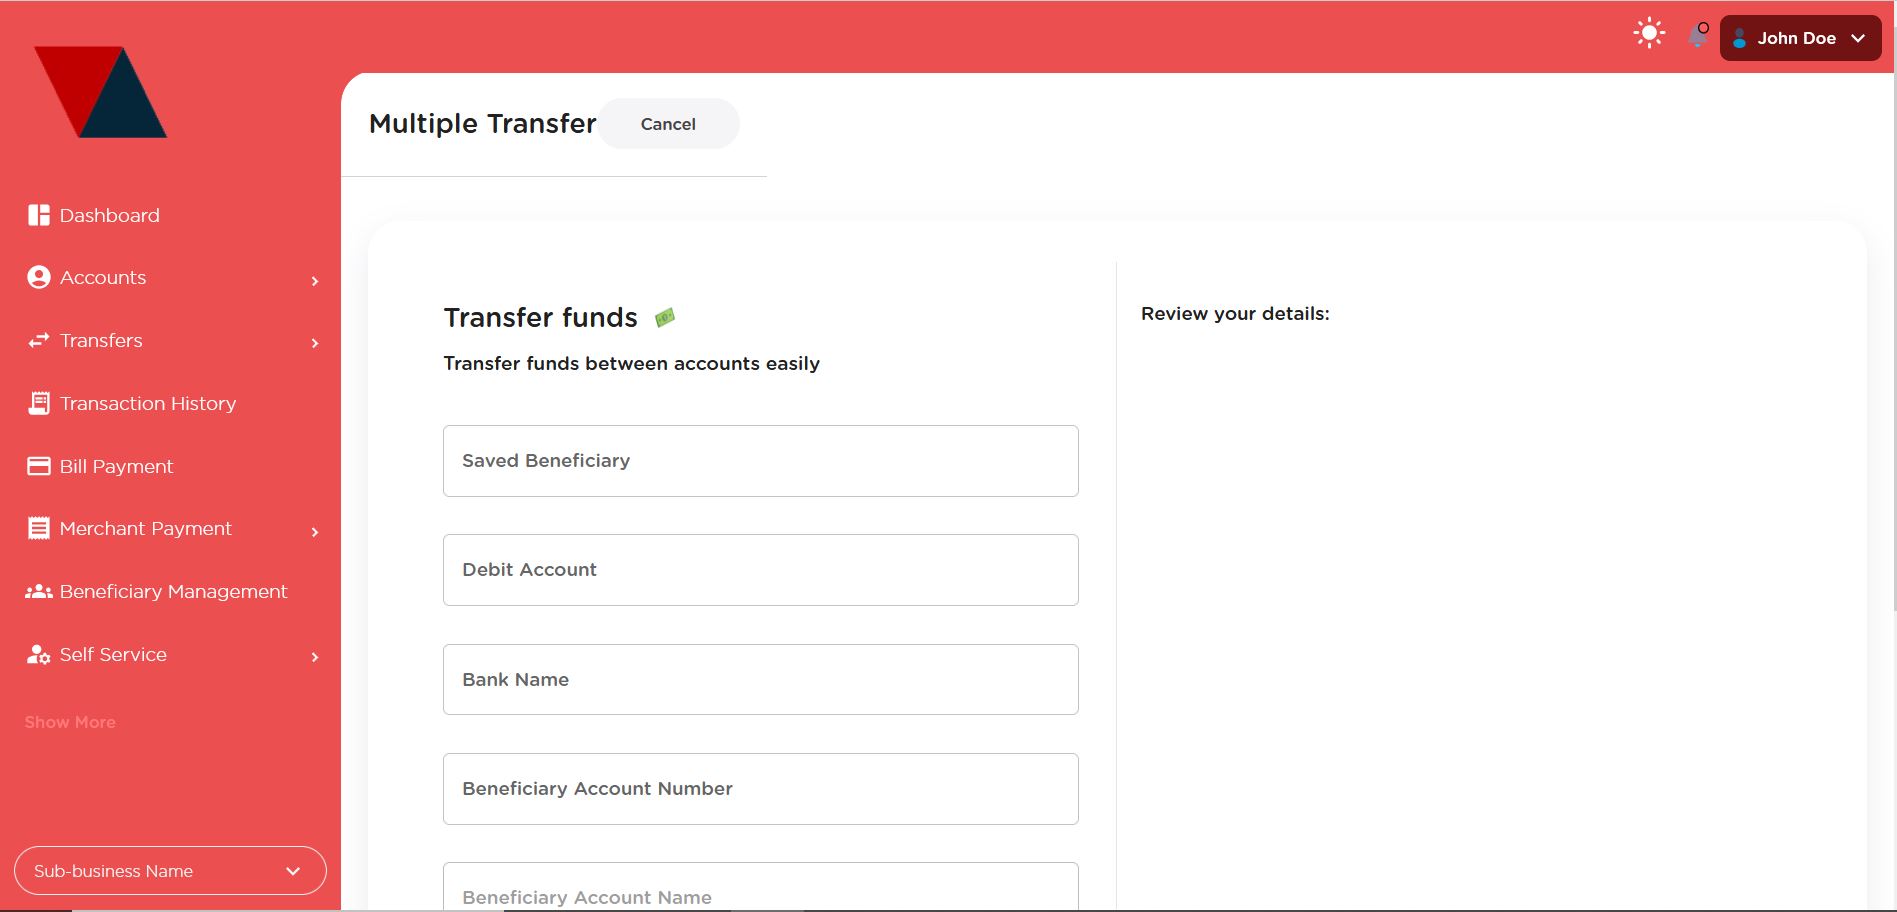 0
John Doe
Multiple Transfer
Cancel
Dashboard
Accounts
Transfers
Transaction History
Bill Payment
Merchant Payment
Beneficiary Management
Self Service
Show More
Sub-business Name
Transfer funds
Transfer funds between accounts easily
Saved Beneficiary
Debit Account
Bank Name
Beneficiary Account Number
Beneficiary Account Name
Review your details: